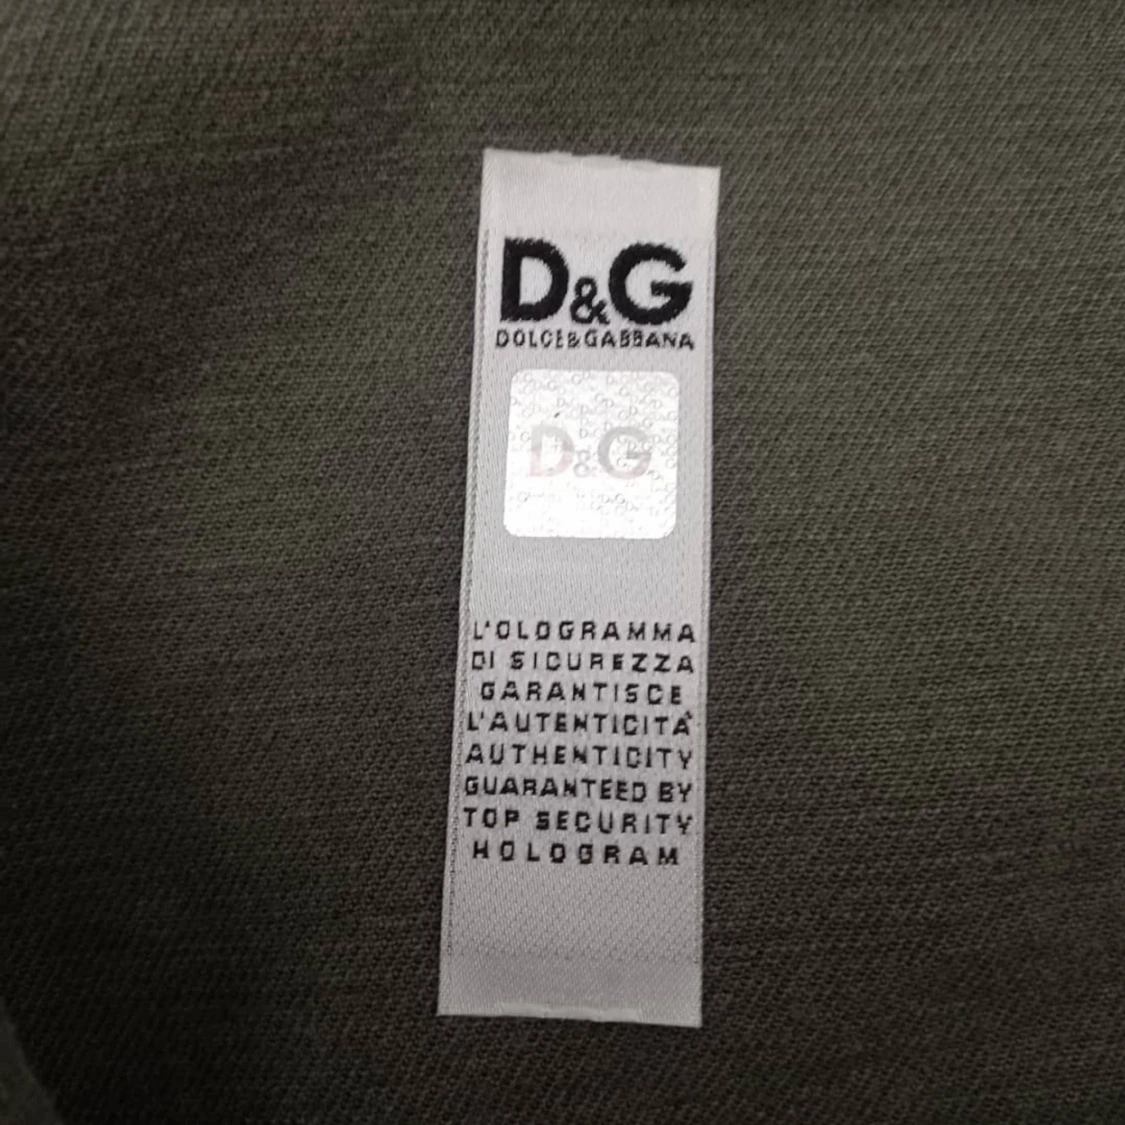 D&G
DOLCE&GABBANA
D&G
L'OLOGRAMMA
DI SICUREZZA
GARANTISCE
L'AUTENTICITÀ
AUTHENTICITY
GUARANTEED BY
TOP SECURITY
HOLOGRAM